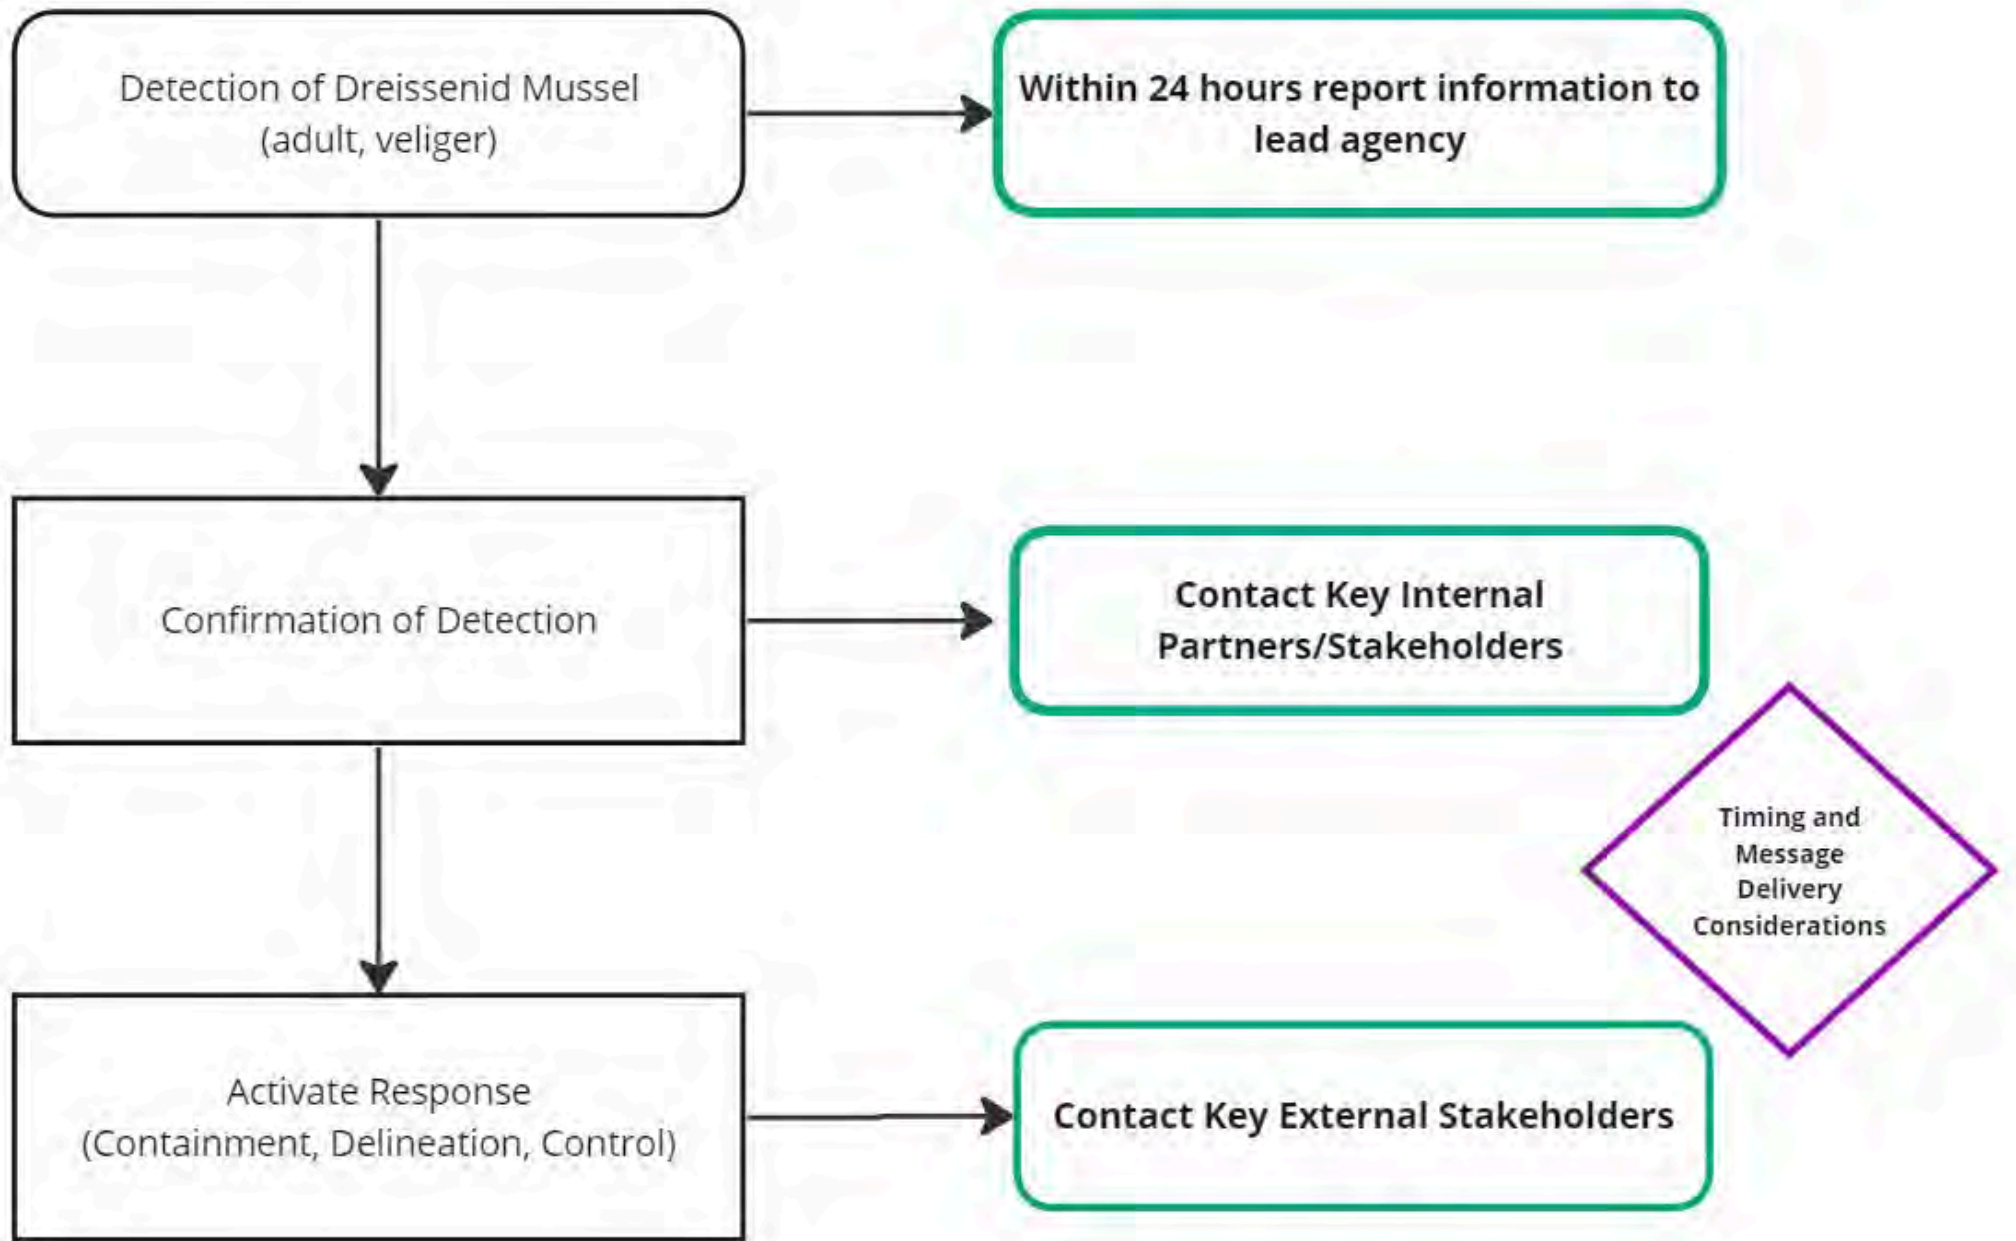 Detection of Dreissenid Mussel
(adult, veliger)
Within 24 hours report information to
lead agency
Confirmation of Detection
Contact Key Internal
Partners/Stakeholders
Timing and
Message
Delivery
Considerations
Activate Response
(Containment, Delineation, Control)
Contact Key External Stakeholders